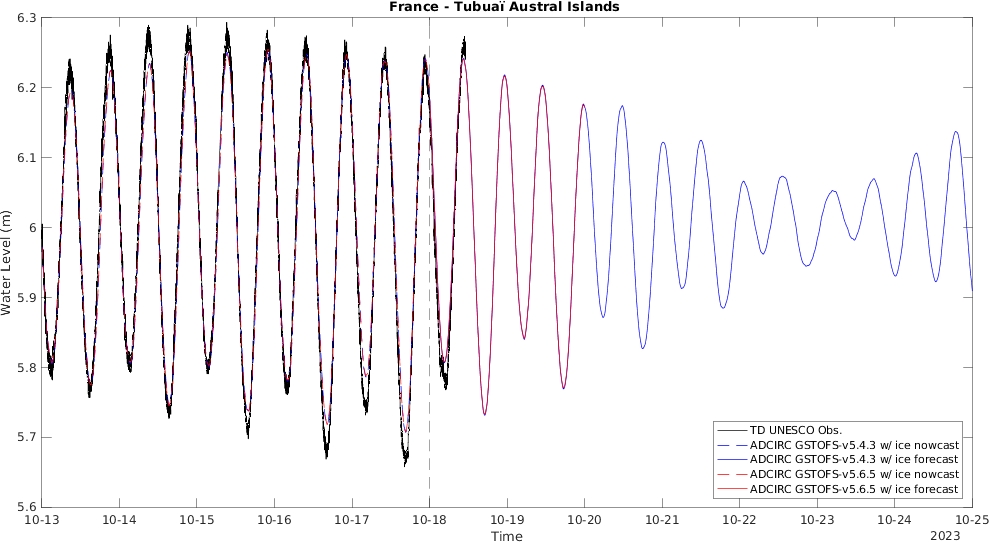 France - Tubuaï Austral Islands
6.3
6.2
6.1
6
5.9
5.8
5.7
5.6
Water Level (m)
TD UNESCO Obs.
ADCIRC GSTOFS-v5.4.3 w/ ice nowcast
ADCIRC GSTOFS-v5.4.3 w/ ice forecast
ADCIRC GSTOFS-v5.6.5 w/ ice nowcast
ADCIRC GSTOFS-v5.6.5 w/ ice forecast
10-13 10-14 10-15 10-16 10-17 10-18 10-19 10-20 10-21 10-22 10-23 10-24 10-25
Time
2023